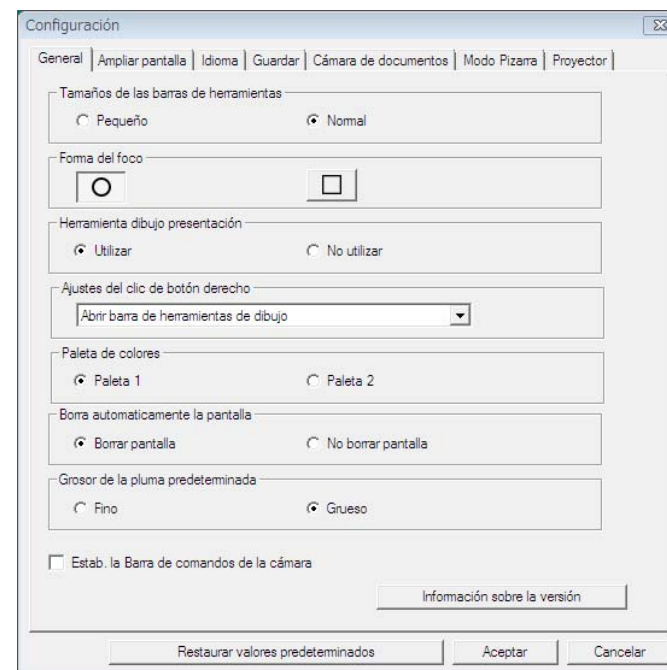 Configuración
General Ampliar pantalla Idioma Guardar Cámara de documentos Modo Pizarra Proyector
Tamaños de las barras de herramientas
Pequeño Normal
Forma del foco
Herramienta dibujo presentación
Utilizar No utilizar
Ajustes del clic de botón derecho
Abrir barra de herramientas de dibujo
Paleta de colores
Paleta 1 Paleta 2
Borra automaticamente la pantalla
Borrar pantalla No borrar pantalla
Grosor de la pluma predeterminada
Fino Grueso
Estab. la Barra de comandos de la cámara
Información sobre la versión
Restaurar valores predeterminados Aceptar Cancelar